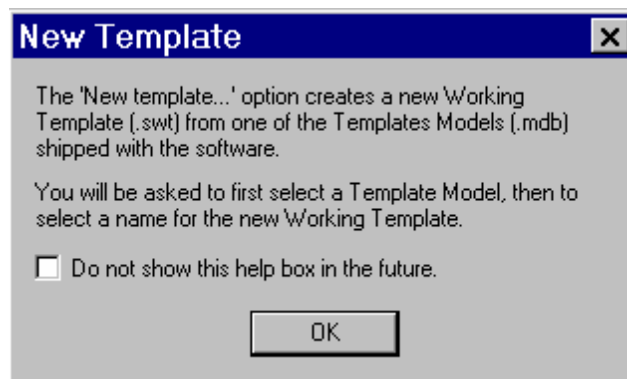 New Template
The 'New template...' option creates a new Working
Template (.swt) from one of the Templates Models (.mdb)
shipped with the software.
You will be asked to first select a Template Model, then to
select a name for the new Working Template.
Do not show this help box in the future.
OK